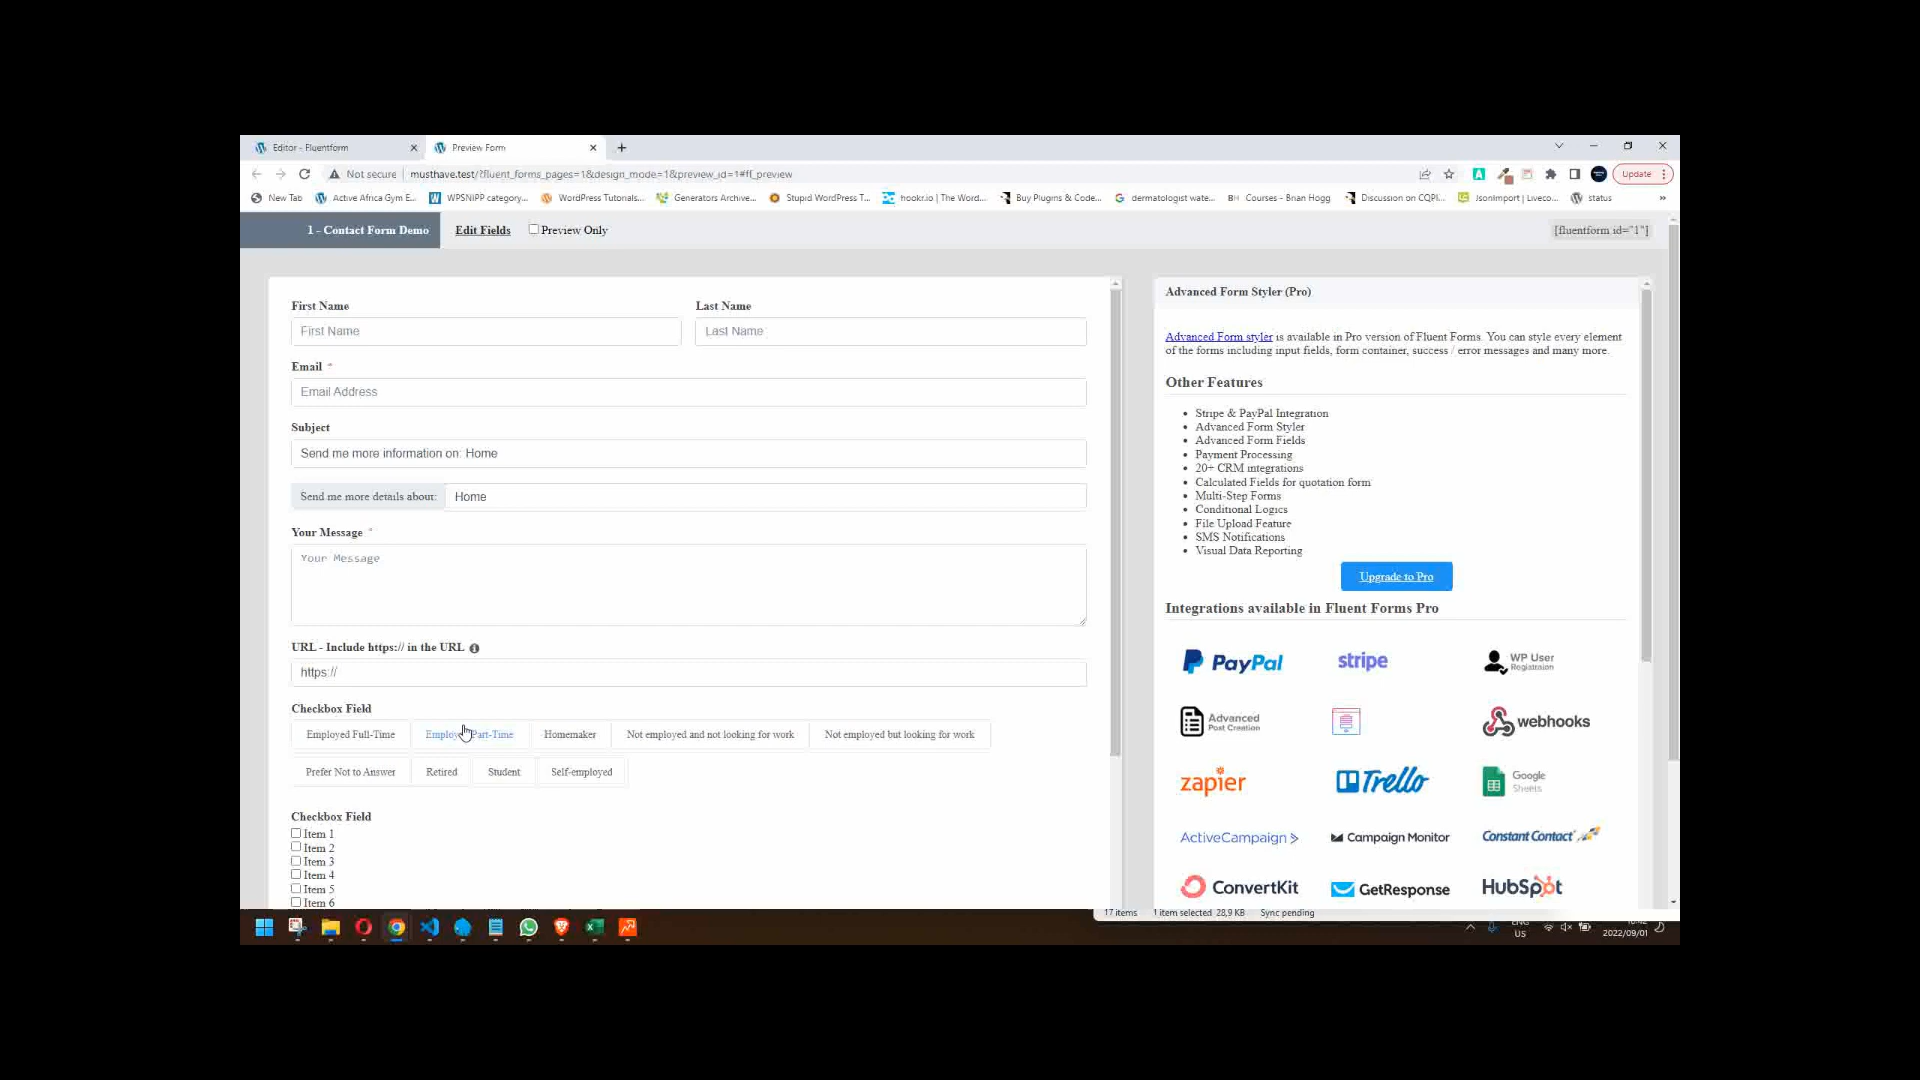 Editor - Fluentform
Preview Form
Not secure
musthave.test/?fluent_forms_pages=1&design_mode=1&preview_id=1#ff_preview
Update
New Tab
Active Africa Gym E...
WPSNIPP category...
WordPress Tutorials...
Generators Archive...
Stupid WordPress T...
hookr.io | The Word...
Buy Plugins & Code...
dermatologist wate...
Courses - Brian Hogg
Discussion on CQPI...
JsonImport | Liveco...
status
1 - Contact Form Demo
Edit Fields
Preview Only
[fluentform id="1"]
First Name
Last Name
First Name
Last Name
Email *
Email Address
Subject
Send me more information on: Home
Send me more details about:
Home
Your Message *
Your Message
URL - Include https:// in the URL
https://
Checkbox Field
Employed Full-Time
Part-Time
Homemaker
Not employed and not looking for work
Not employed but looking for work
Prefer Not to Answer
Retired
Student
Self-employed
Checkbox Field
Item 1
Item 2
Item 3
Item 4
Item 5
Item 6
Advanced Form Styler (Pro)
Advanced Form styler is available in Pro version of Fluent Forms. You can style every element
of the forms including input fields, form container, success / error messages and many more.
Other Features
Stripe & PayPal Integration
Advanced Form Styler
Advanced Form Fields
Payment Processing
20+ CRM integrations
Calculated Fields for quotation form
Multi-Step Forms
Conditional Logics
File Upload Feature
SMS Notifications
Visual Data Reporting
Upgrade to Pro
Integrations available in Fluent Forms Pro
PayPal
stripe
WP User
Registration
Advanced
Post Creation
webhooks
zapier
Trello
Google
Sheets
ActiveCampaign >
Campaign Monitor
Constant Contact
ConvertKit
GetResponse
HubSpot
17 items
1 item selected 28,9 KB
Sync pending
ENG
US
2022/09/01